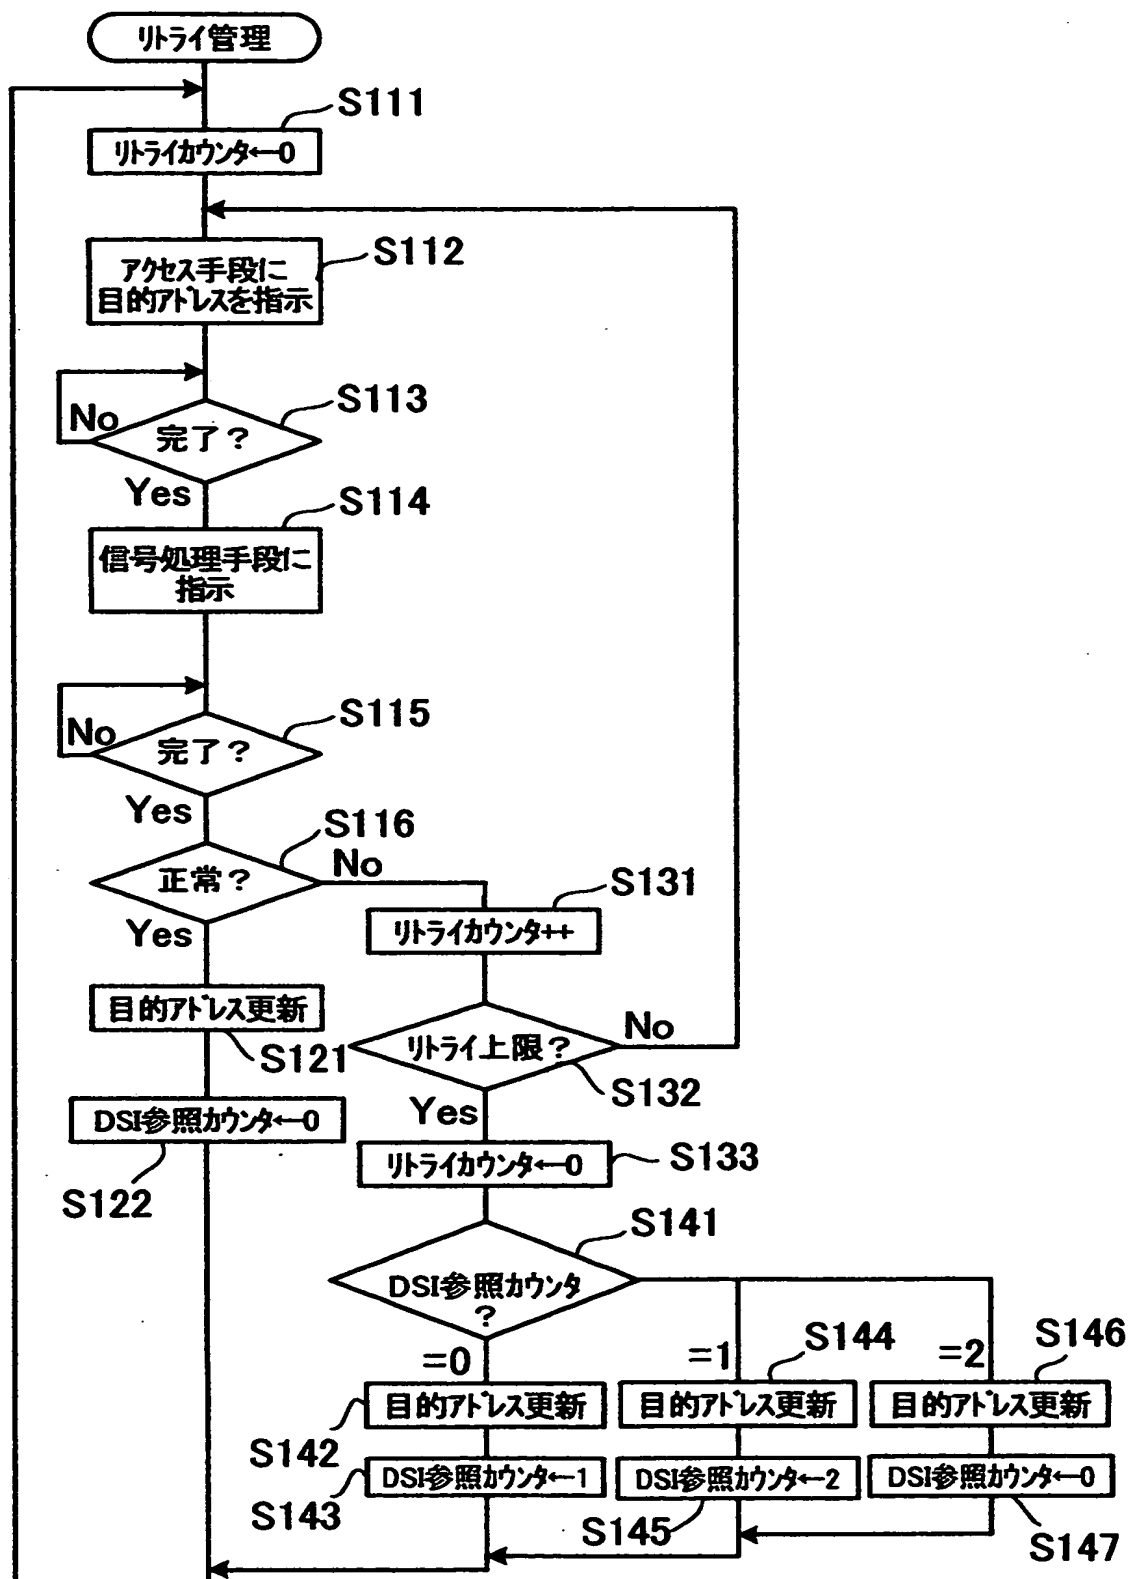 リトライ管理
S111
リトライカウンタ←0
S112
アクセス手段に
目的アドレスを指示
S113
No
完了?
Yes
S114
信号処理手段に
指示
S115
No
完了?
Yes
S116
正常?
No
Yes
S131
リトライカウンタ++
目的アドレス更新
S121
リトライ上限?
No
S132
Yes
DSI参照カウンタ←0
S122
リトライカウンタ←0
S133
S141
DSI参照カウンタ
?
=0
=1
S144
=2
S146
目的アドレス更新
目的アドレス更新
目的アドレス更新
S142
DSI参照カウンタ←1
DSI参照カウンタ←2
DSI参照カウンタ←0
S143
S145
S147